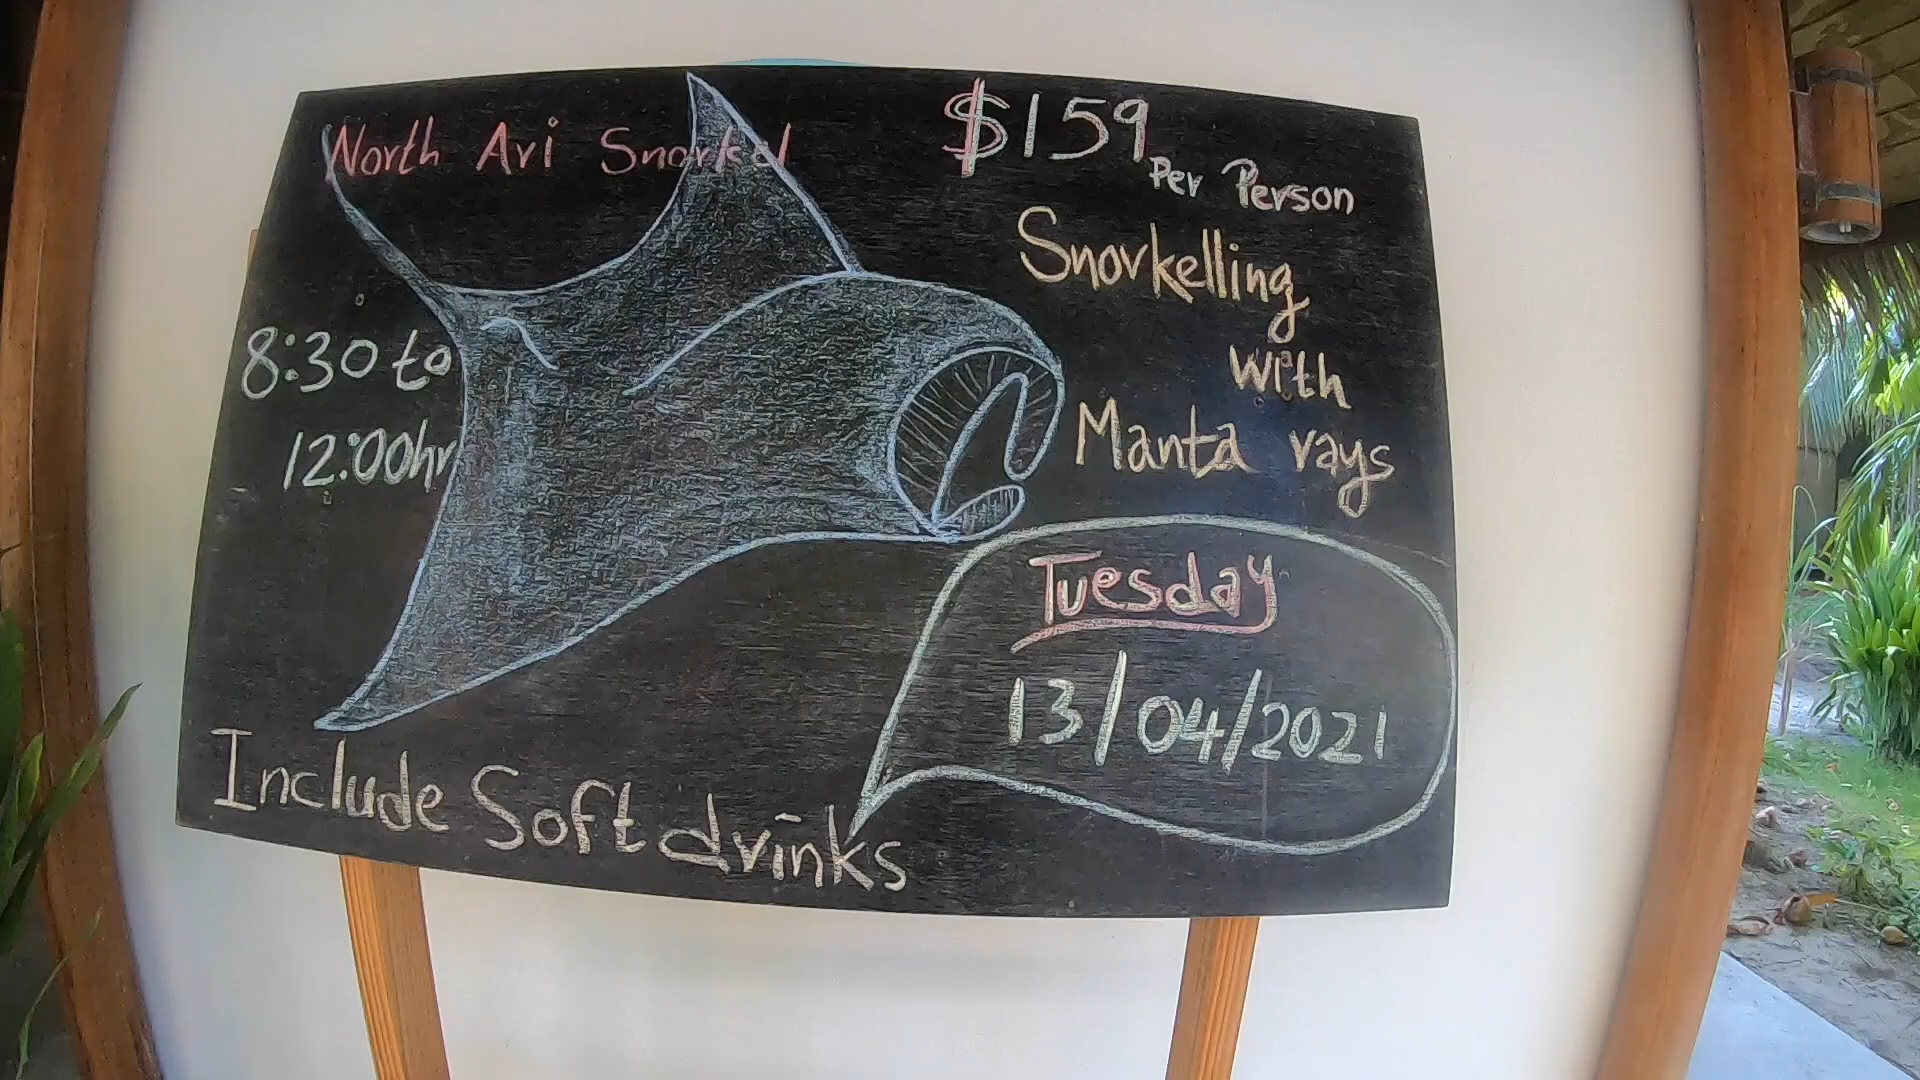 North Ari Snorkel
$159
Per Person
Snorkelling
with
Manta rays
8:30 to
12:00hr
Tuesday
13/04/2021
Include Soft drinks